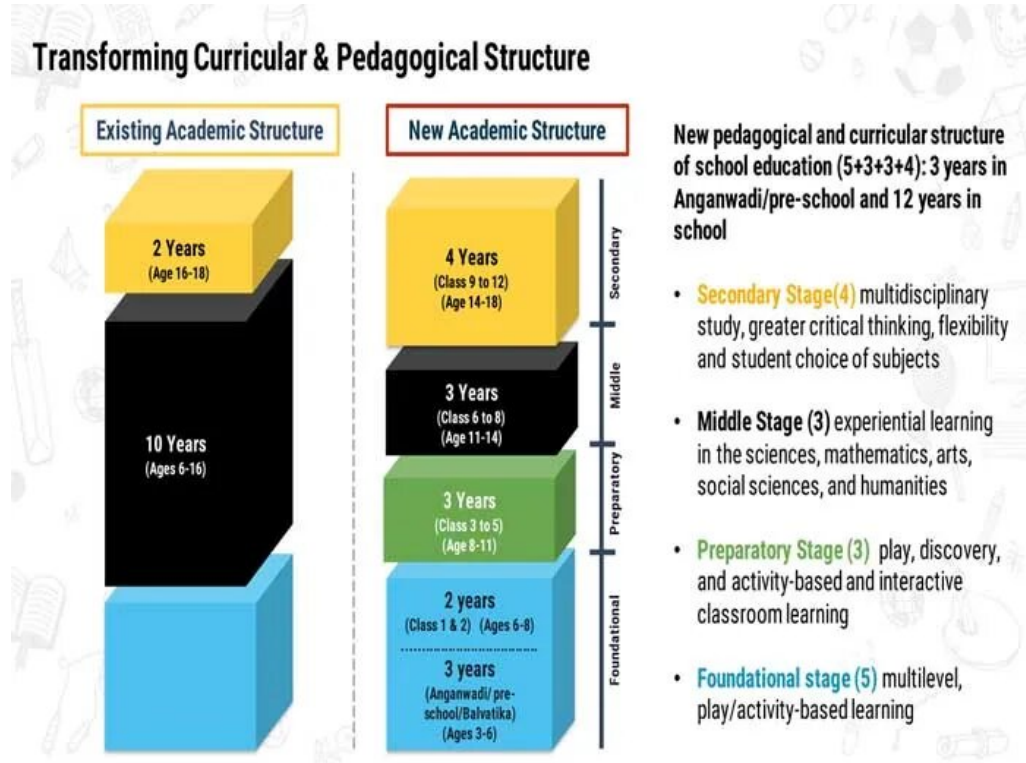 Transforming Curricular & Pedagogical Structure
Existing Academic Structure
2 Years
(Age 16-18)
10 Years
(Ages 6-16)
New Academic Structure
4 Years
(Class 9 to 12)
(Age 14-18)
Secondary
3 Years
(Class 6 to 8)
(Age 11-14)
Middle
3 Years
(Class 3 to 5)
(Age 8-11)
Preparatory
2 years
(Class 1 & 2) (Ages 6-8)
3 years
(Anganwadi/ pre-
school/Balvatika)
(Ages 3-6)
Foundational
New pedagogical and curricular structure
of school education (5+3+3+4): 3 years in
Anganwadi/pre-school and 12 years in
school
• Secondary Stage(4) multidisciplinary
study, greater critical thinking, flexibility
and student choice of subjects
• Middle Stage (3) experiential learning
in the sciences, mathematics, arts,
social sciences, and humanities
• Preparatory Stage (3) play, discovery,
and activity-based and interactive
classroom learning
• Foundational stage (5) multilevel,
play/activity-based learning